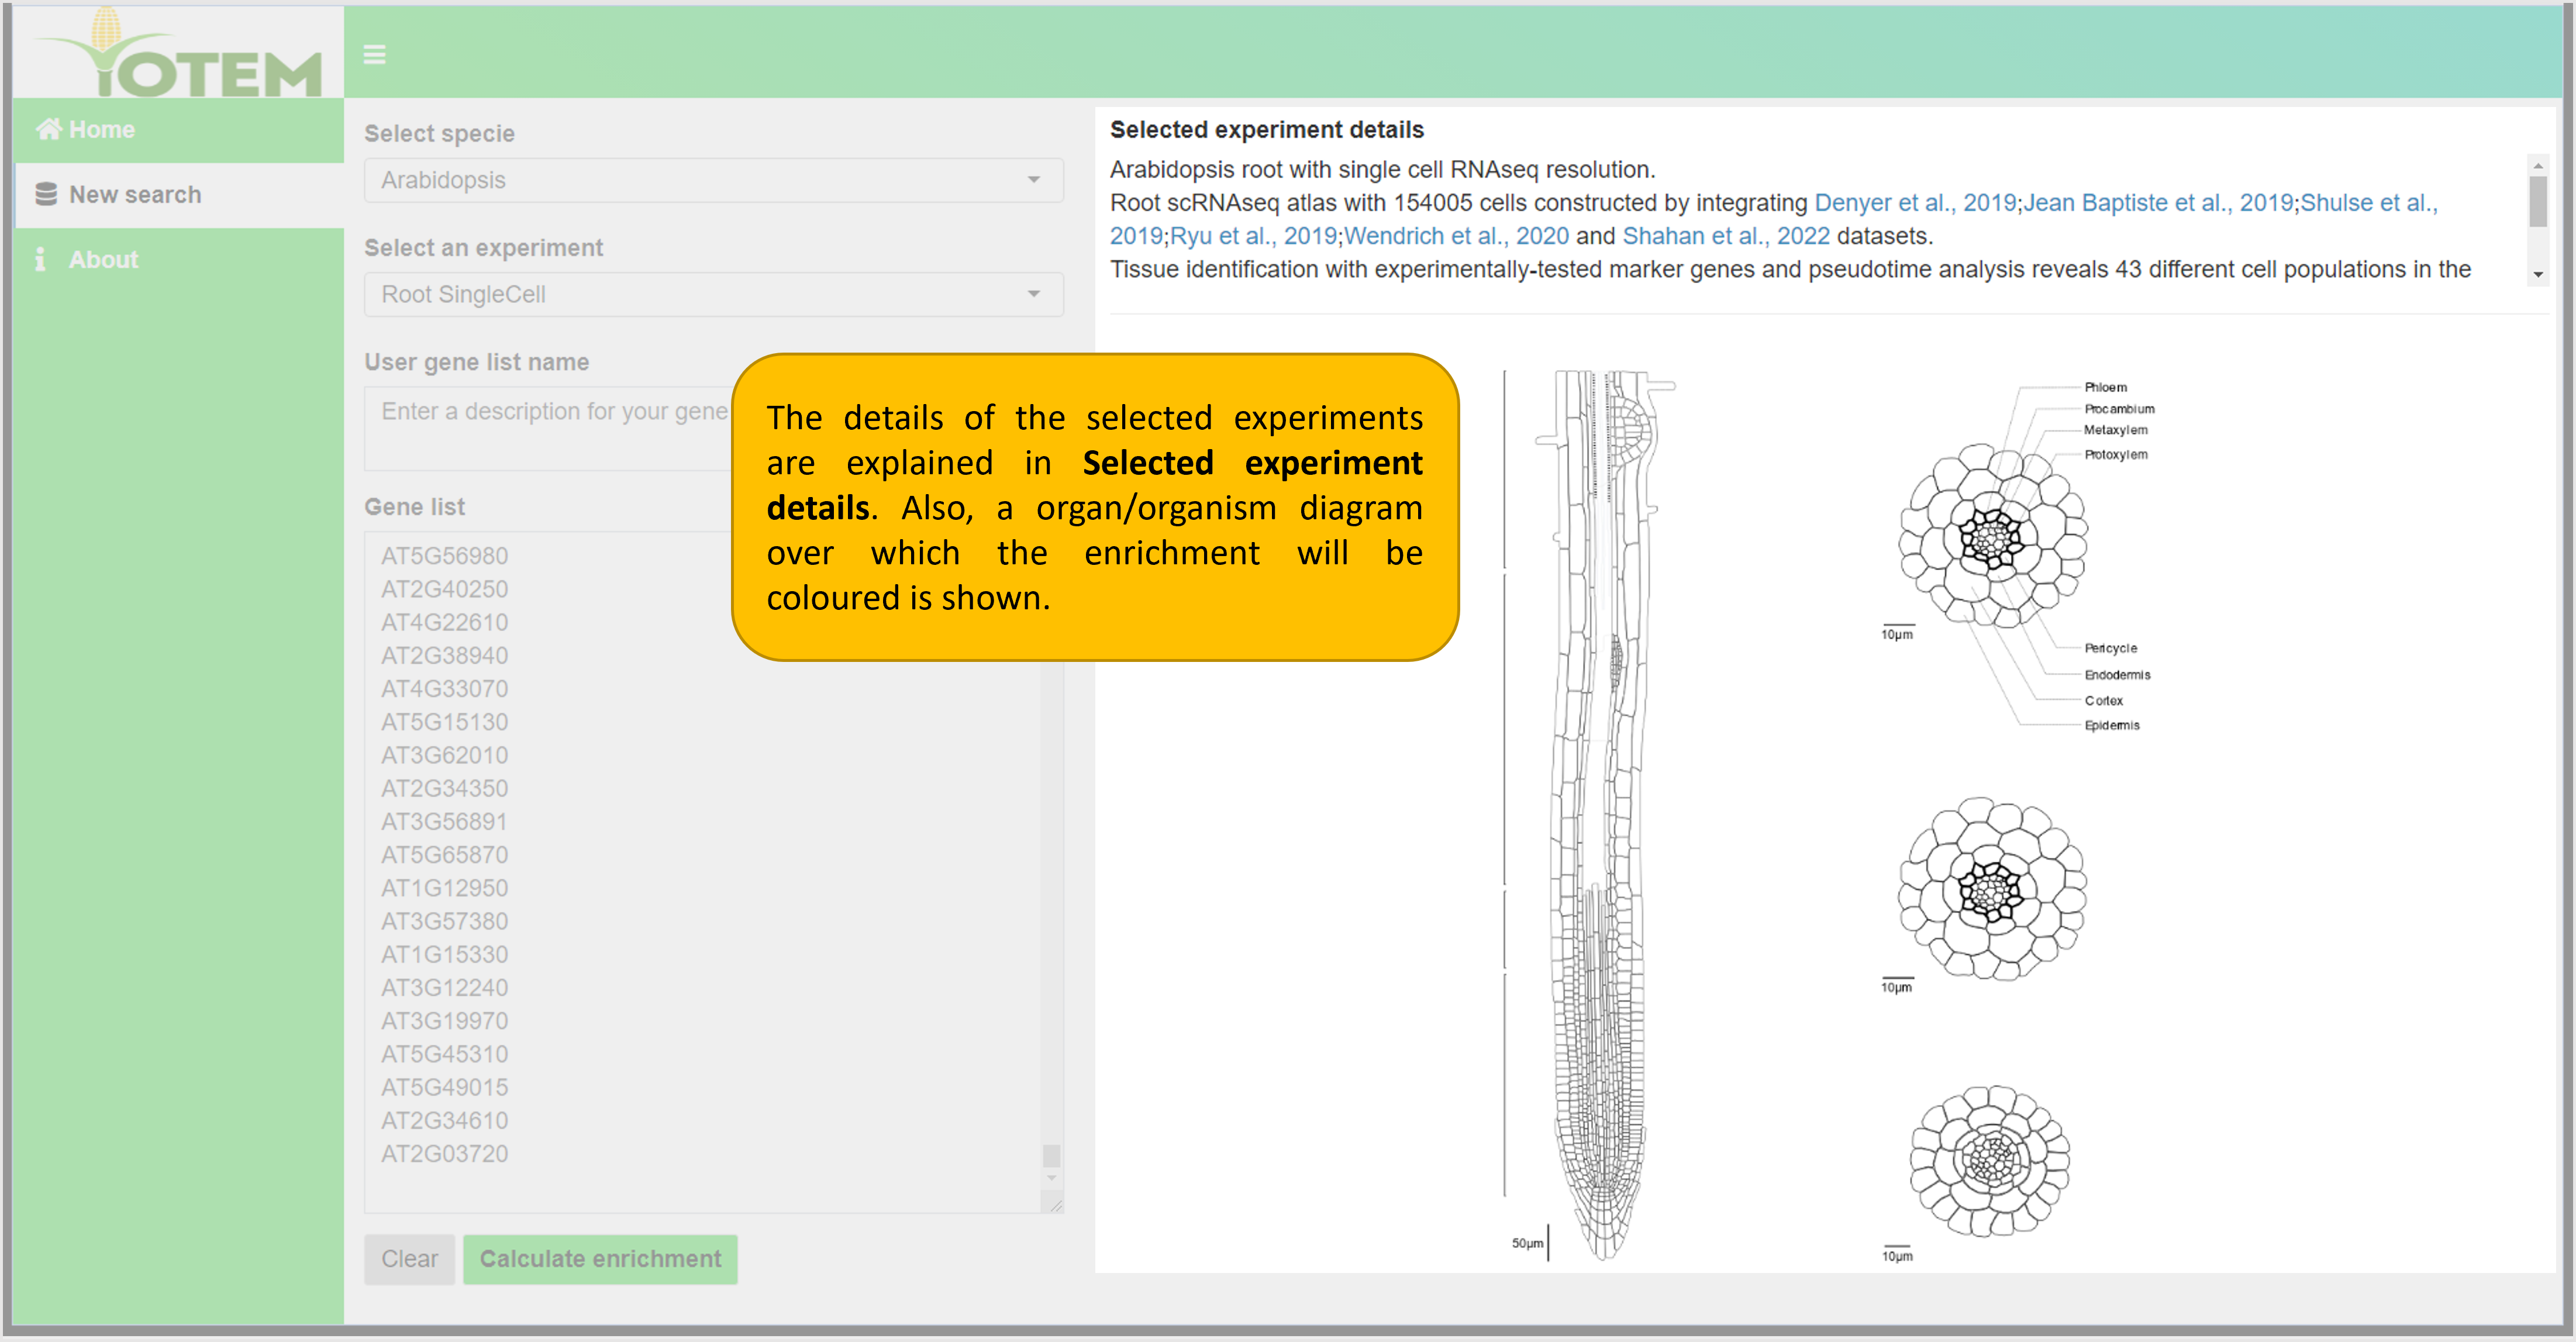 TOTEM
Home
New search
About
Select specie
Arabidopsis
Select an experiment
Root SingleCell
User gene list name
Enter a description for your gene
Gene list
AT5G56980
AT2G40250
AT4G22610
AT2G38940
AT4G33070
AT5G15130
AT3G62010
AT2G34350
AT3G56891
AT5G65870
AT1G12950
AT3G57380
AT1G15330
AT3G12240
AT3G19970
AT5G45310
AT5G49015
AT2G34610
AT2G03720
Clear
Calculate enrichment
The details of the selected experiments
are explained in Selected experiment
details. Also, a organ/organism diagram
over which the enrichment will be
coloured is shown.
Selected experiment details
Arabidopsis root with single cell RNAseq resolution.
Root scRNAseq atlas with 154005 cells constructed by integrating Denyer et al., 2019;Jean Baptiste et al., 2019;Shulse et al.,
2019;Ryu et al., 2019;Wendrich et al., 2020 and Shahan et al., 2022 datasets.
Tissue identification with experimentally-tested marker genes and pseudotime analysis reveals 43 different cell populations in the
Phloem
Procambium
Metaxylem
Protoxylem
10µm
Pericycle
Endodermis
Cortex
Epidermis
10µm
50µm
10µm